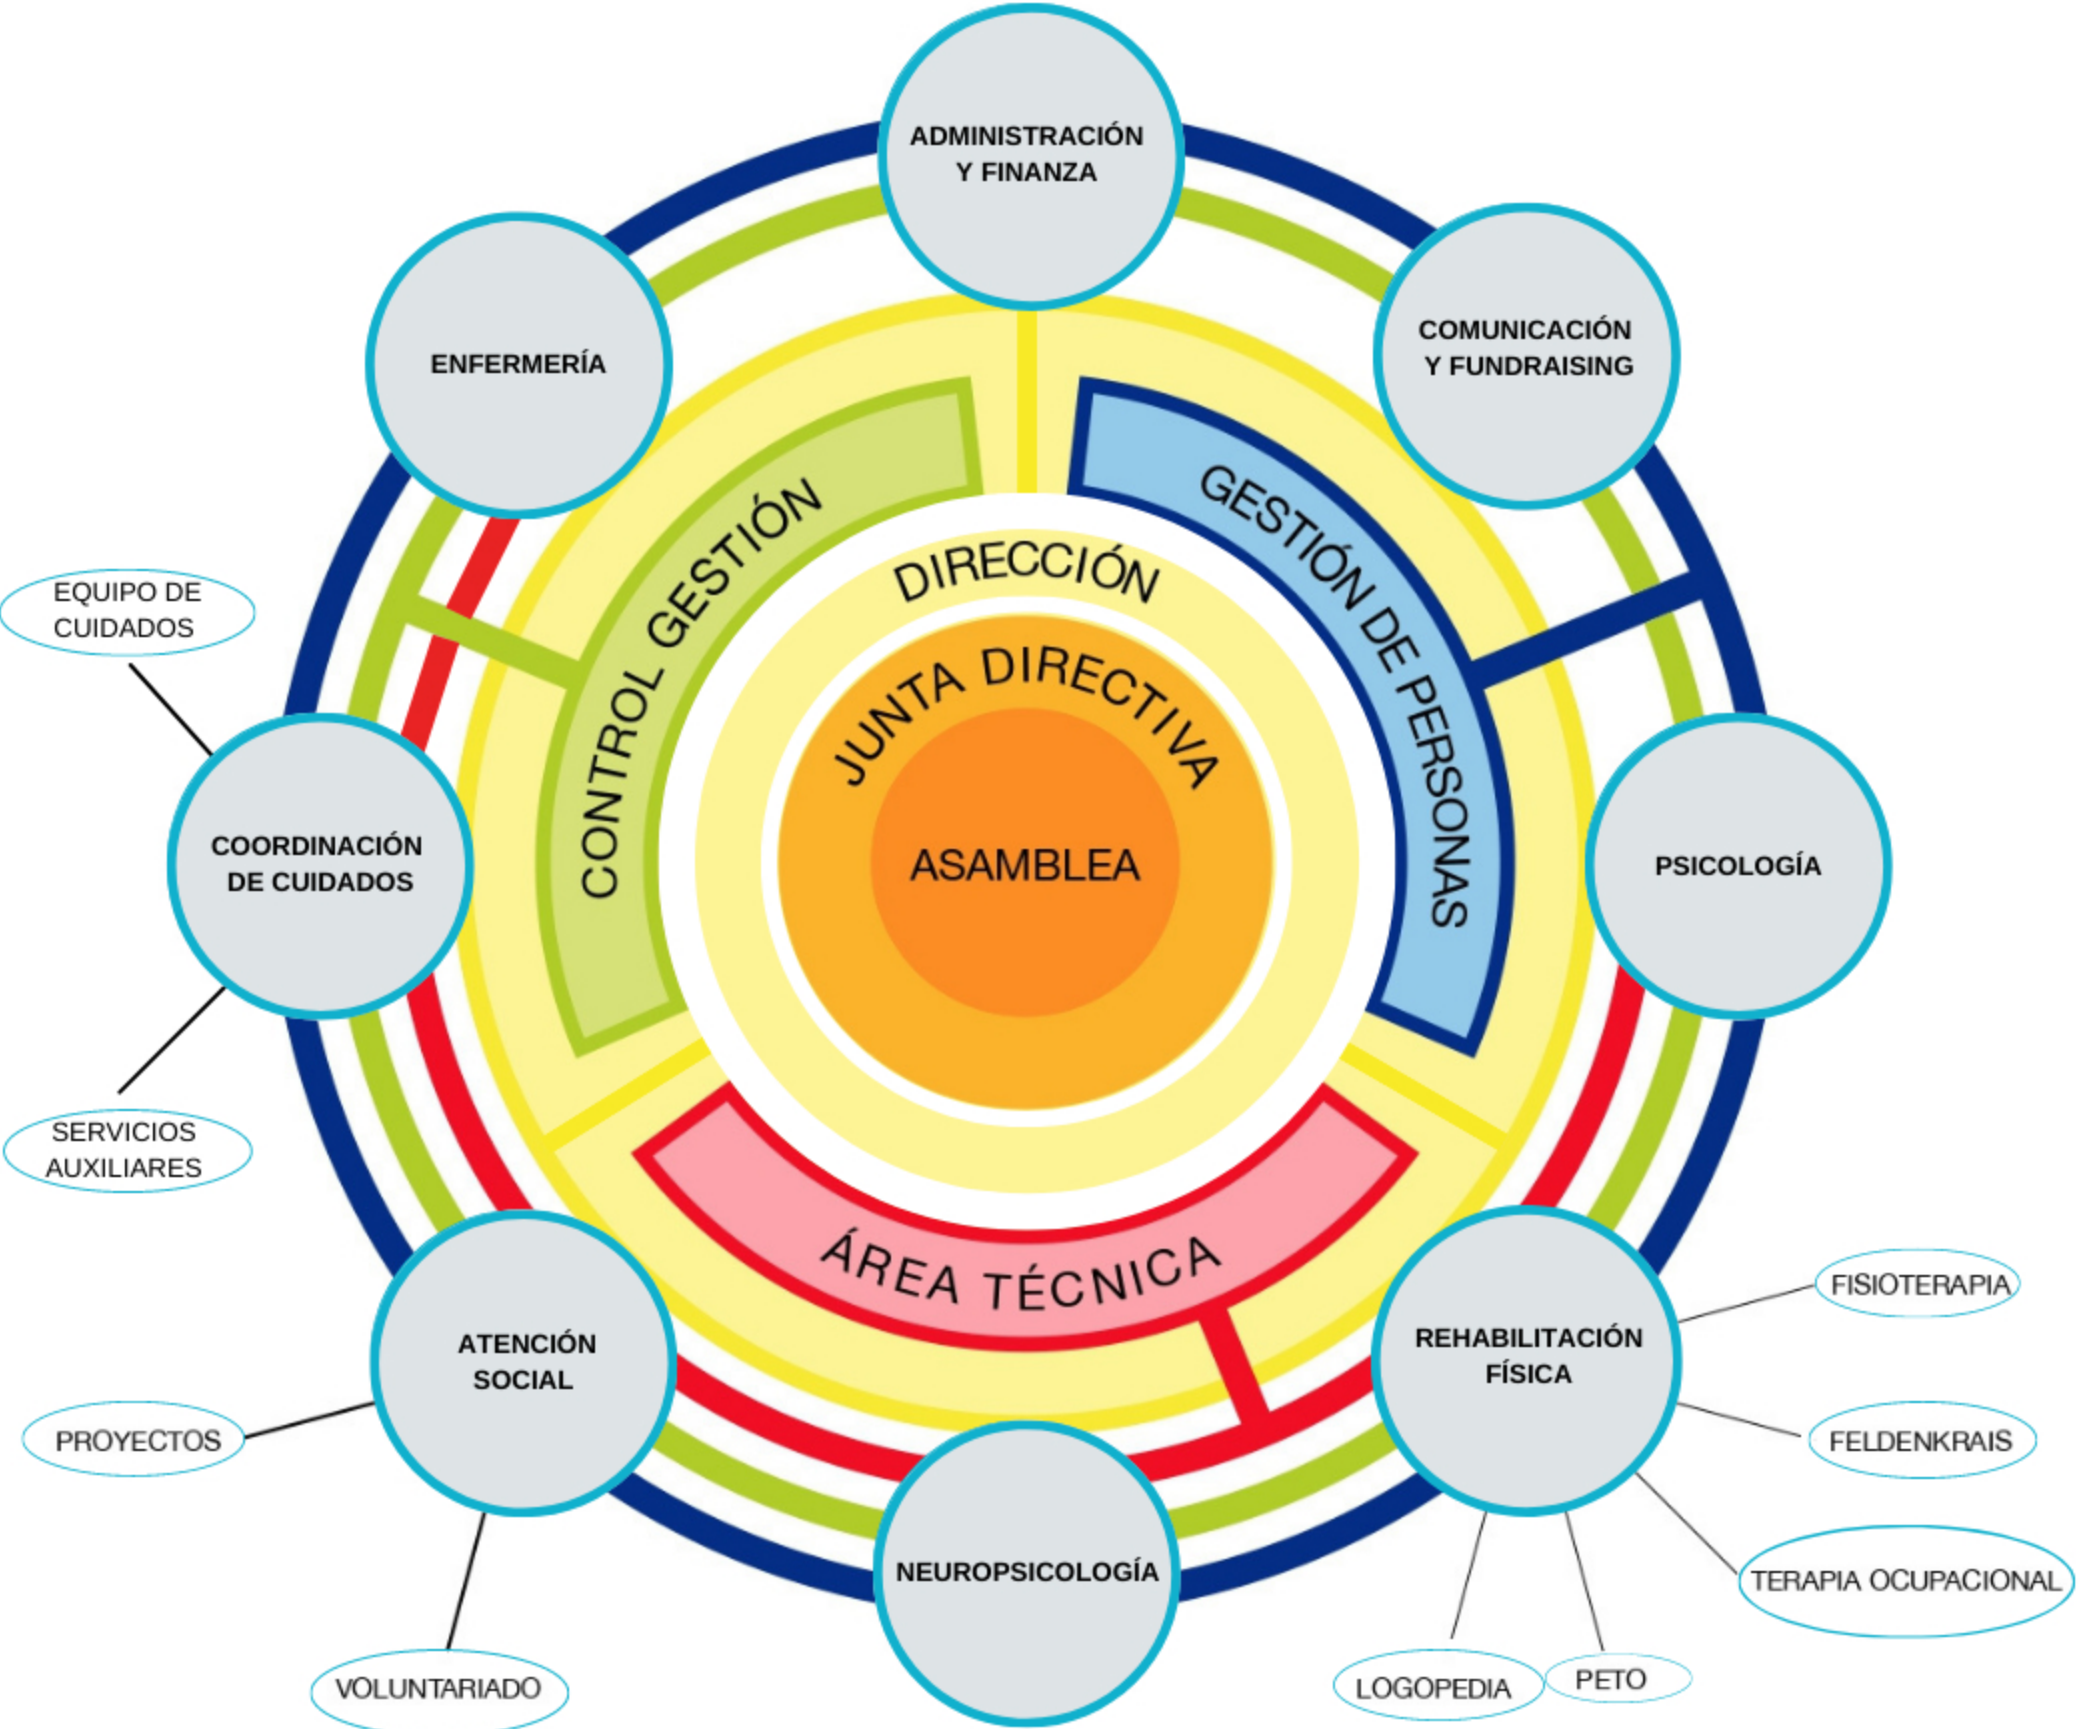 ADMINISTRACIÓN
Y FINANZA
COMUNICACIÓN
Y FUNDRAISING
ENFERMERÍA
GESTIÓN DE PERSONAS
CONTROL GESTIÓN
DIRECCIÓN
JUNTA DIRECTIVA
ASAMBLEA
EQUIPO DE
CUIDADOS
COORDINACIÓN
DE CUIDADOS
PSICOLOGÍA
SERVICIOS
AUXILIARES
ÁREA TÉCNICA
ATENCIÓN
SOCIAL
REHABILITACIÓN
FÍSICA
FISIOTERAPIA
PROYECTOS
FELDENKRAIS
NEUROPSICOLOGÍA
TERAPIA OCUPACIONAL
VOLUNTARIADO
LOGOPEDIA
PETO